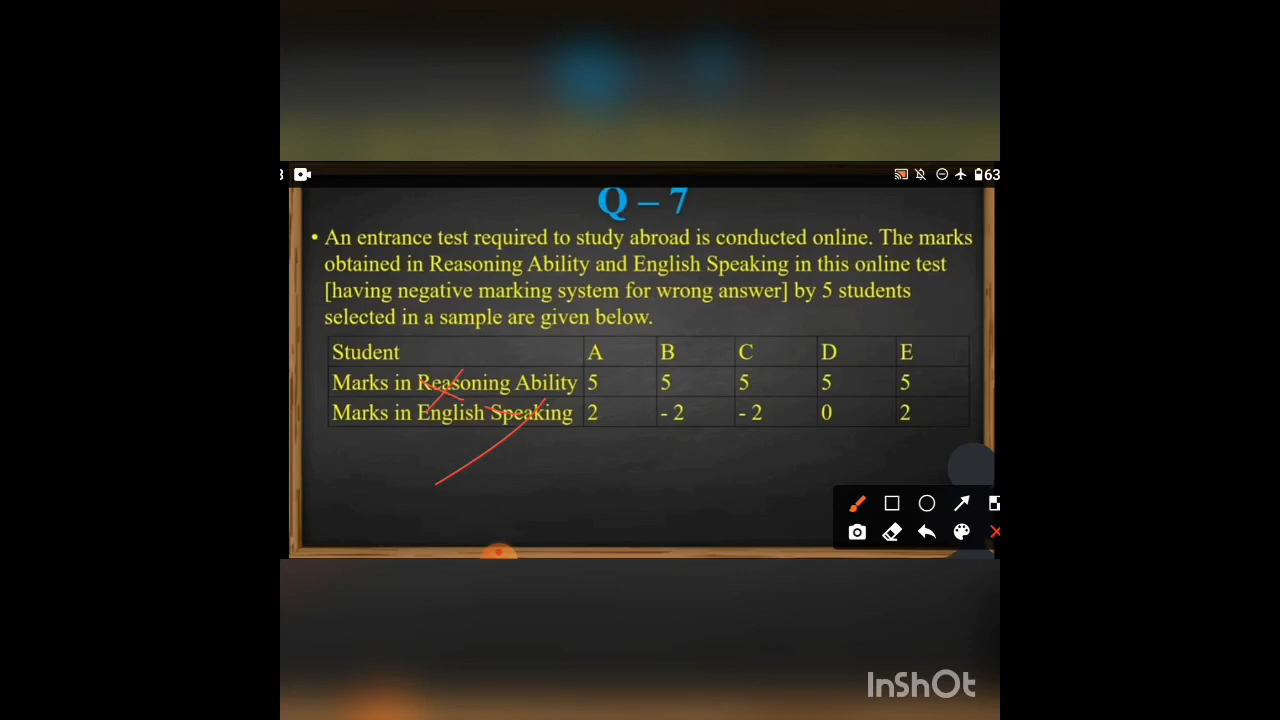 63
Q – 7
• An entrance test required to study abroad is conducted online. The marks
obtained in Reasoning Ability and English Speaking in this online test
[having negative marking system for wrong answer] by 5 students
selected in a sample are given below.
Student A B C D E
Marks in Reasoning Ability 5 5 5 5 5
Marks in English Speaking 2 - 2 - 2 0 2
InShOt